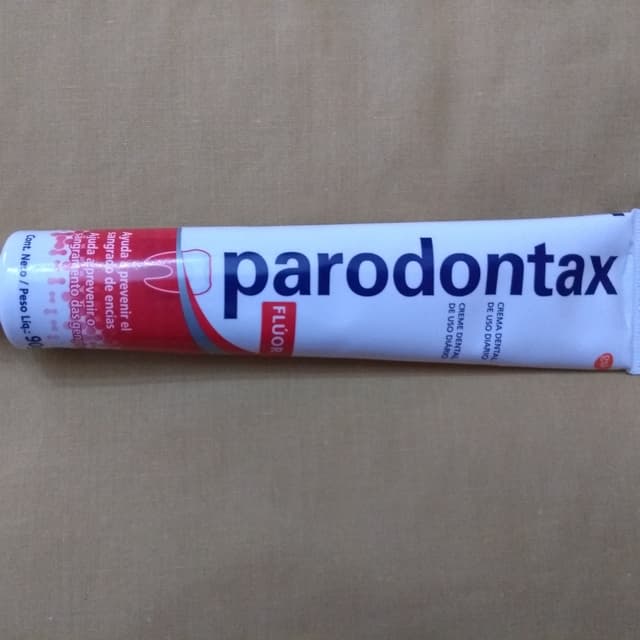 parodontax
FLÚOR
CREMA DENTAL
DE USO DIÁRIO
CREME DENTAL
DE USO DIÁRIO
Ayuda a prevenir el
sangrado de encías
Ajuda a prevenir o
sangramento das
Cont. Neto / Peso Líq.: